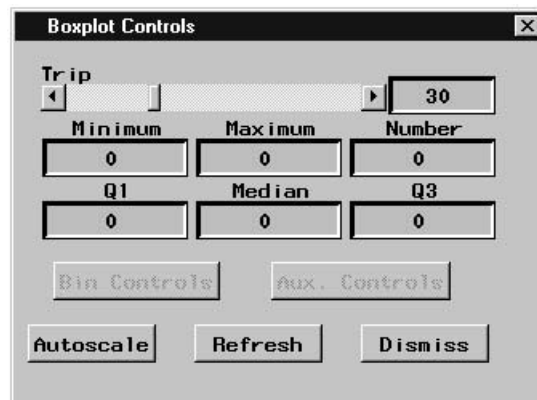 Boxplot Controls
Trip
30
Minimum Maximum Number
0 0 0
Q1 Median Q3
0 0 0
Bin Controls Aux. Controls
Autoscale Refresh Dismiss